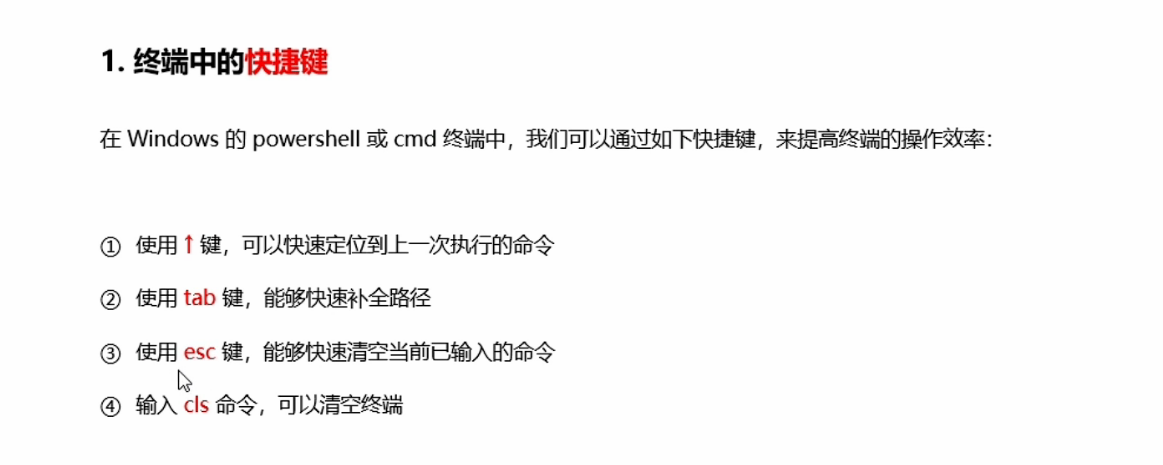 1. 终端中的快捷键
在 Windows 的 powershell 或 cmd 终端中，我们可以通过如下快捷键，来提高终端的操作效率：
① 使用 ↑ 键，可以快速定位到上一次执行的命令
② 使用 tab 键，能够快速补全路径
③ 使用 esc 键，能够快速清空当前已输入的命令
④ 输入 cls 命令，可以清空终端